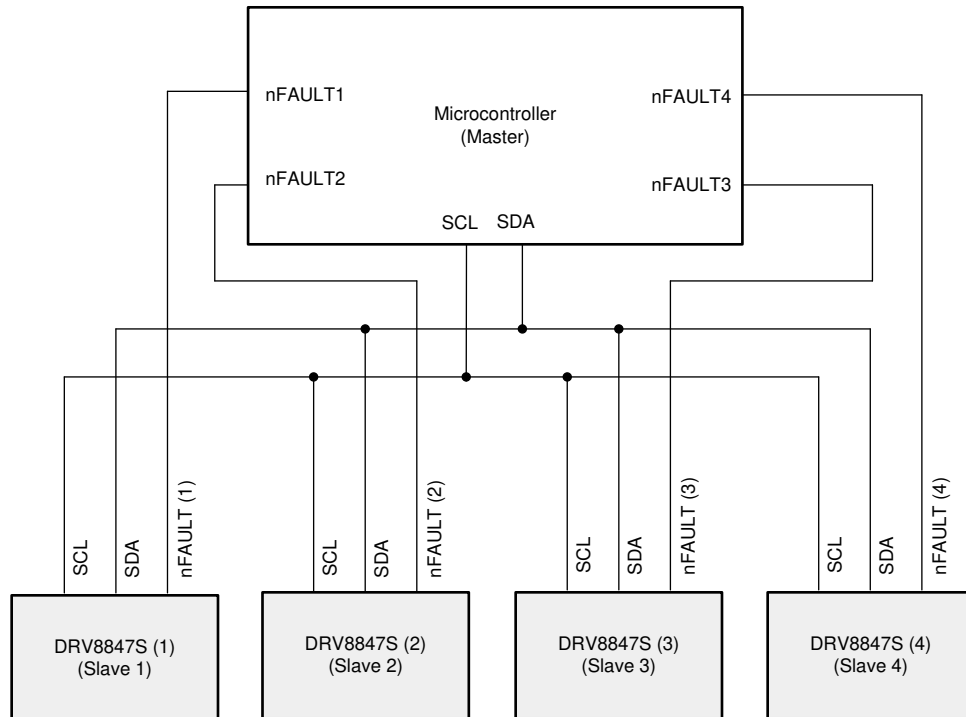 nFAULT1
nFAULT4
Microcontroller
(Master)
nFAULT2
nFAULT3
SCL
SDA
SCL
SDA
nFAULT (1)
SCL
SDA
nFAULT (2)
SCL
SDA
nFAULT (3)
SCL
SDA
nFAULT (4)
DRV8847S (1)
(Slave 1)
DRV8847S (2)
(Slave 2)
DRV8847S (3)
(Slave 3)
DRV8847S (4)
(Slave 4)